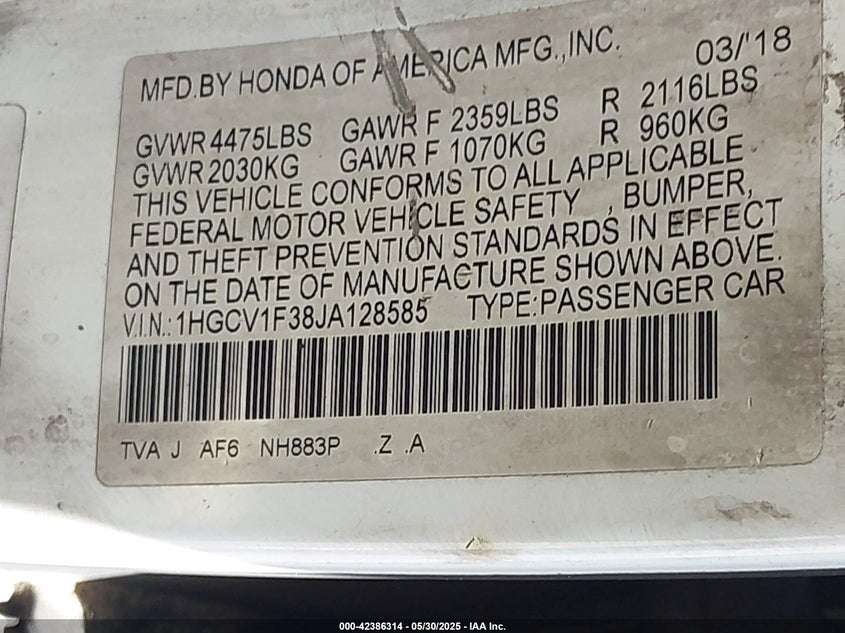 MFD.BY HONDA OF AMERICA MFG.,INC. 03/'18
GVWR 4475LBS GAWR F 2359LBS R 2116LBS
GVWR 2030KG GAWR F 1070KG R 960KG
THIS VEHICLE CONFORMS TO ALL APPLICABLE
FEDERAL MOTOR VEHICLE SAFETY , BUMPER,
AND THEFT PREVENTION STANDARDS IN EFFECT
ON THE DATE OF MANUFACTURE SHOWN ABOVE.
V.I.N.:1HGCV1F38JA128585 TYPE:PASSENGER CAR
TVA J AF6 NH883P .Z .A
000-42386314 - 05/30/2025 - IAA Inc.